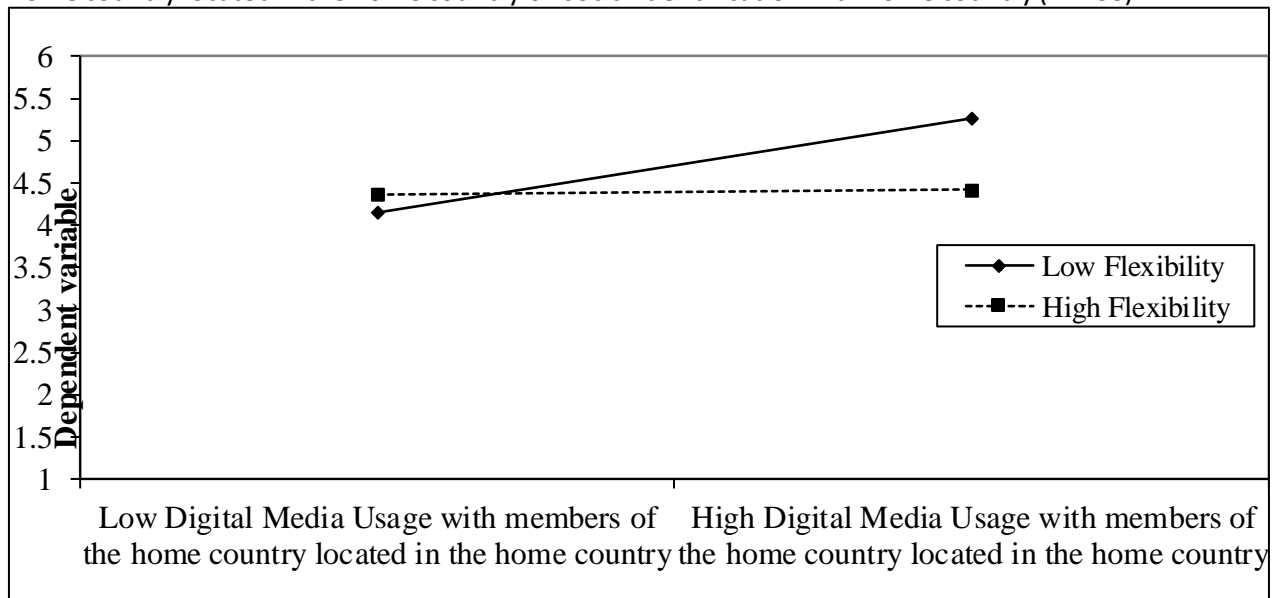 6
5.5
5
4.5
4
3.5
3
2.5
2
1.5
1
Dependent variable
Low Flexibility
High Flexibility
Low Digital Media Usage with members of
the home country located in the home country
High Digital Media Usage with members of
the home country located in the home country